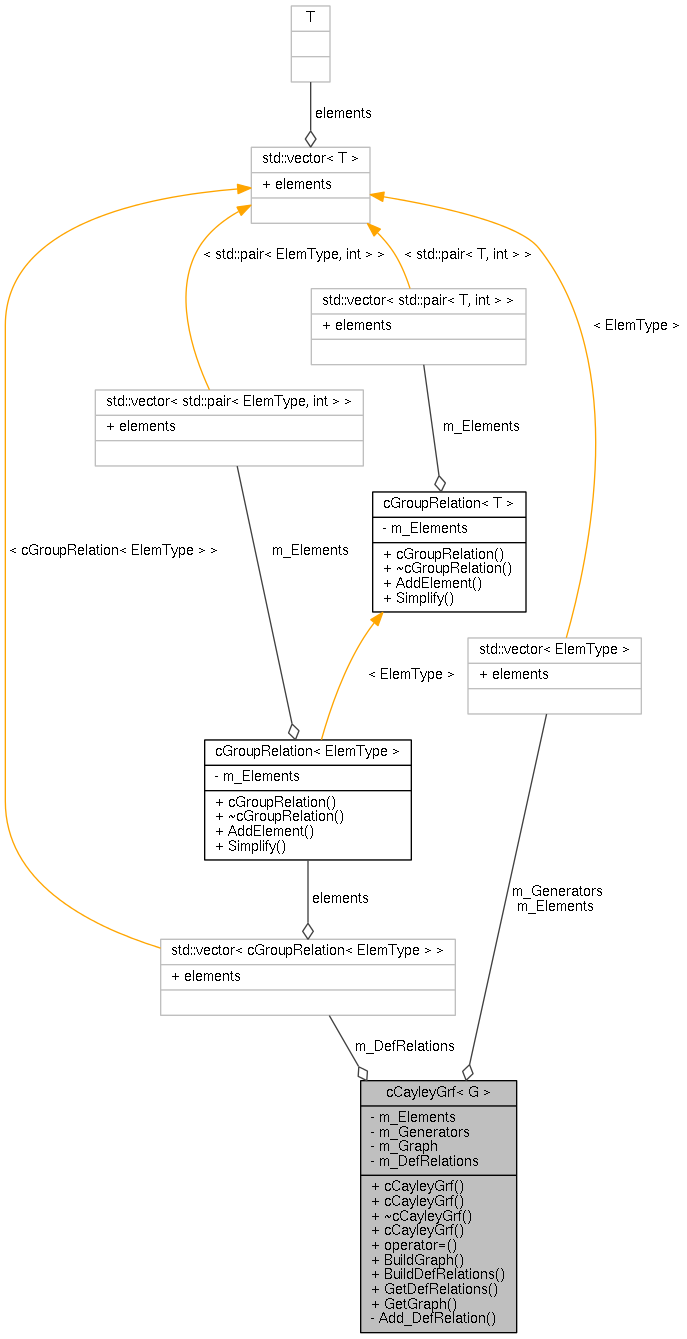 T
elements
std::vector< T >
+ elements
< std::pair< ElemType, int > >
< std::pair< T, int > >
std::vector< std::pair< T, int > >
+ elements
< ElemType >
std::vector< std::pair< ElemType, int > >
+ elements
m_Elements
cGroupRelation< T >
- m_Elements
+ cGroupRelation()
+ ~cGroupRelation()
+ AddElement()
+ Simplify()
< cGroupRelation< ElemType > >
m_Elements
std::vector< ElemType >
+ elements
< ElemType >
cGroupRelation< ElemType >
- m_Elements
+ cGroupRelation()
+ ~cGroupRelation()
+ AddElement()
+ Simplify()
elements
m_Generators
m_Elements
std::vector< cGroupRelation< ElemType > >
+ elements
m_DefRelations
cCayleyGrf< G >
- m_Elements
- m_Generators
- m_Graph
- m_DefRelations
+ cCayleyGrf()
+ cCayleyGrf()
+ ~cCayleyGrf()
+ cCayleyGrf()
+ operator=()
+ BuildGraph()
+ BuildDefRelations()
+ GetDefRelations()
+ GetGraph()
- Add_DefRelation()